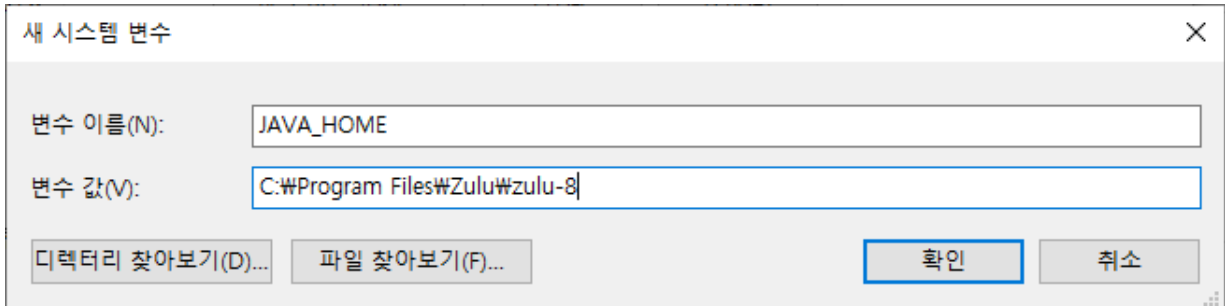 새 시스템 변수
변수 이름(N): JAVA_HOME
변수 값(V): C:₩Program Files₩Zulu₩zulu-8
디렉터리 찾아보기(D)... 파일 찾아보기(F)... 확인 취소